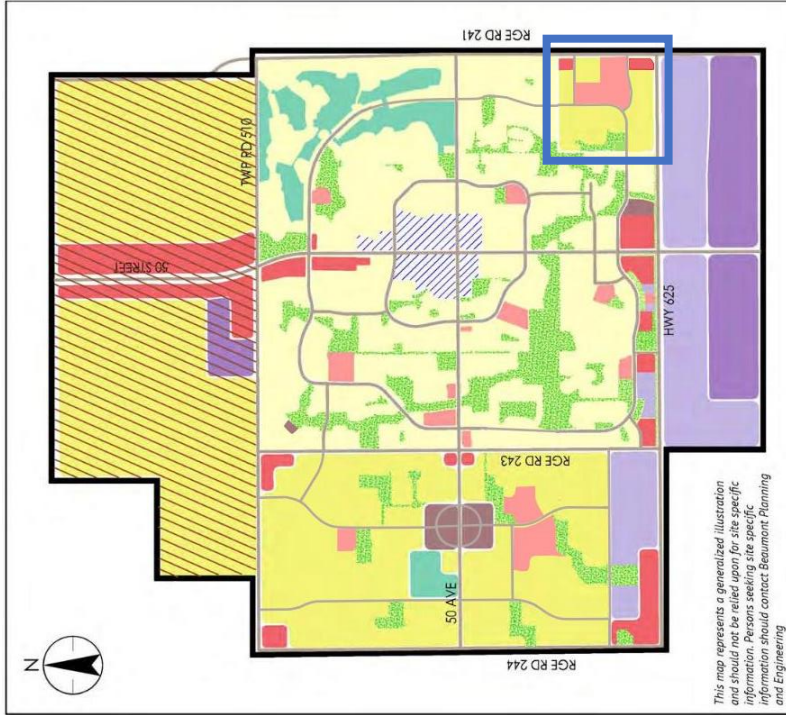 RGE RD 241
TWP RD 510
50 STREET
HWY 625
RGE RD 243
50 AVE
N
RGE RD 244
This map represents a generalized illustration
and should not be relied upon for site specific
information. Persons seeking site specific
information should contact Beaumont Planning
and Engineering